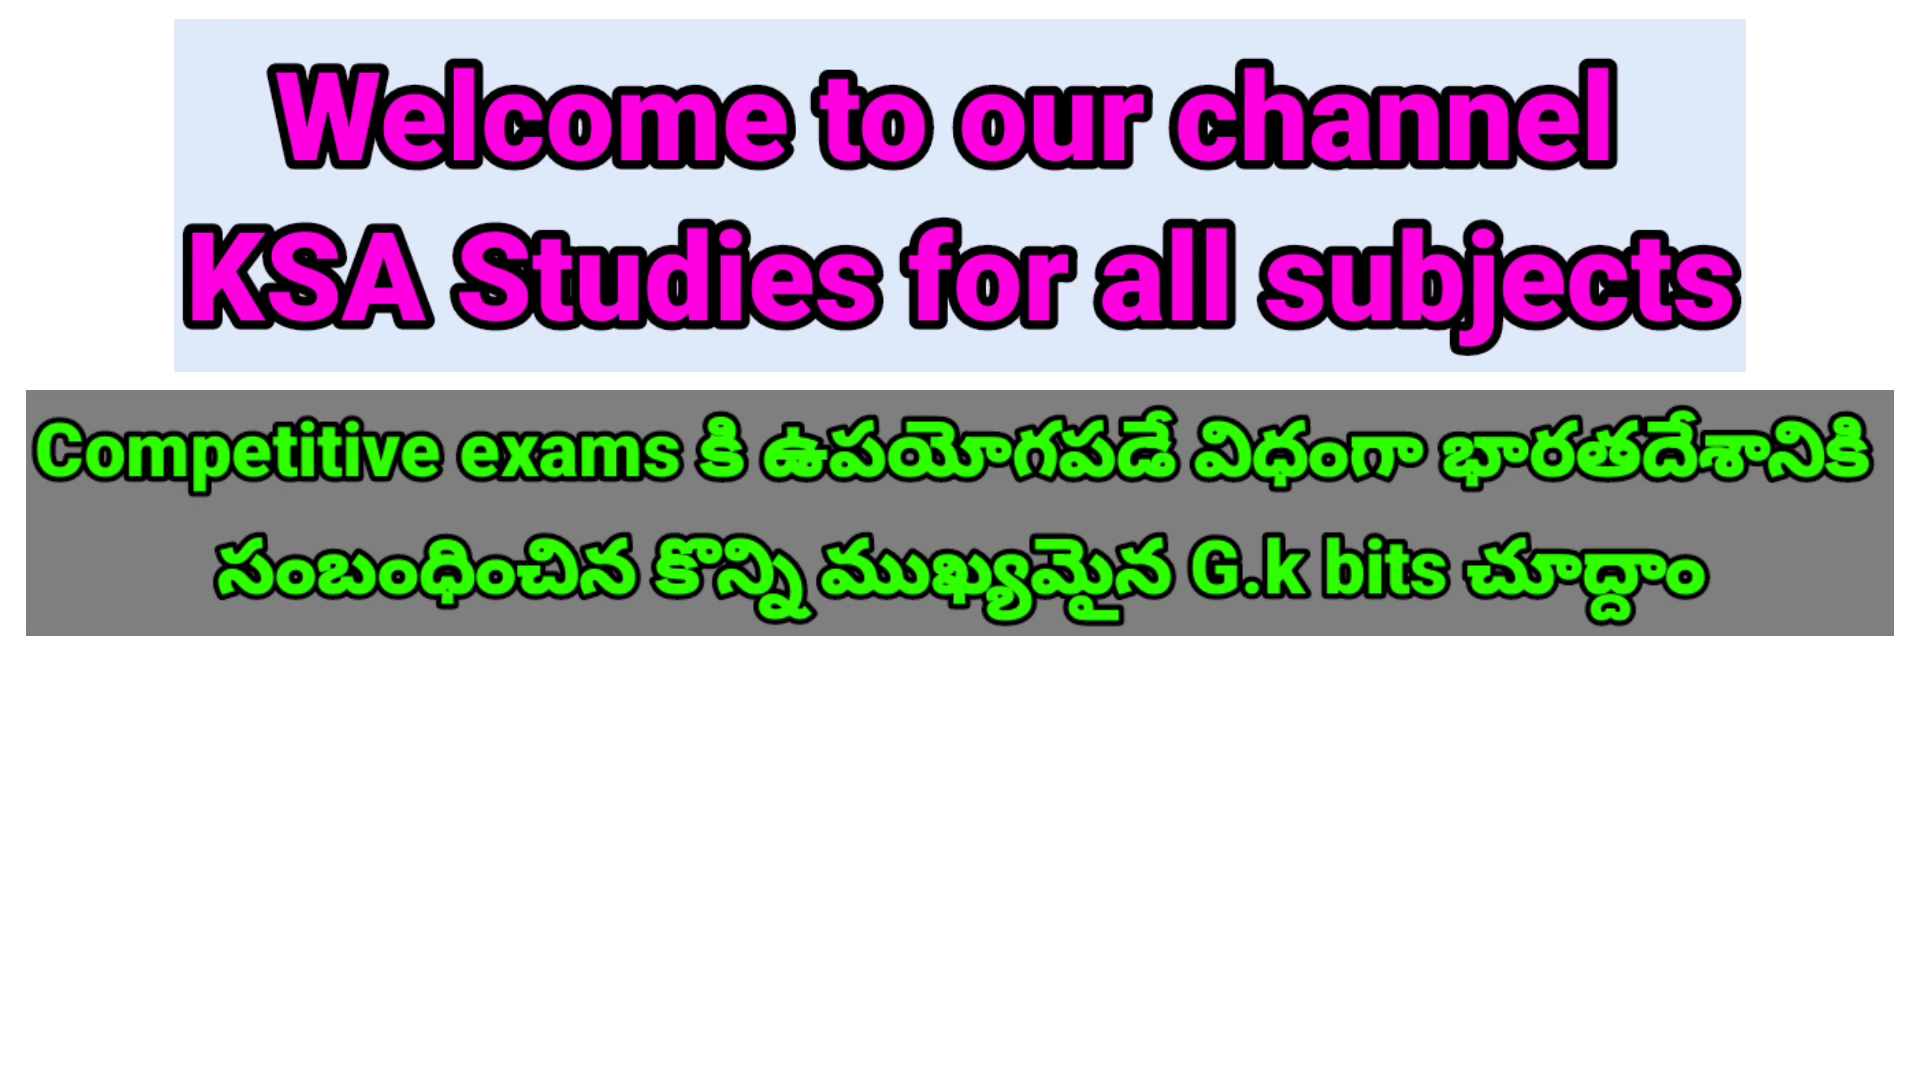 Welcome to our channel
KSA Studies for all subjects
Competitive exams కి ఉపయోగపడే విధంగా భారతదేశానికి
సంబంధించిన కొన్ని ముఖ్యమైన G.k bits చూద్దాం